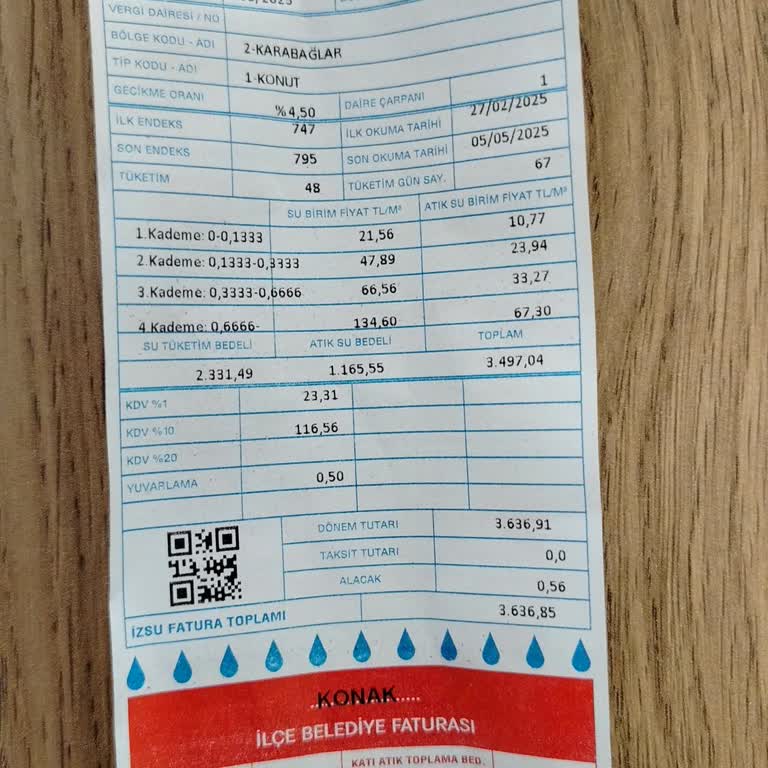 VERGİ DAİRESİ / NO
BÖLGE KODU - ADI 2-KARABAĞLAR
TİP KODU - ADI 1-KONUT
GECİKME ORANI %4,50 DAİRE ÇARPANI 1
İLK ENDEKS 747 İLK OKUMA TARİHİ 27/02/2025
SON ENDEKS 795 SON OKUMA TARİHİ 05/05/2025
TÜKETİM 48 TÜKETİM GÜN SAY. 67
SU BİRİM FİYAT TL/M³ ATIK SU BİRİM FİYAT TL/M³
1.Kademe: 0-0,1333 21,56 10,77
2.Kademe: 0,1333-0,3333 47,89 23,94
3.Kademe: 0,3333-0,6666 66,56 33,27
4.Kademe: 0,6666- 134,60 67,30
SU TÜKETİM BEDELİ ATIK SU BEDELİ TOPLAM
2.331,49 1.165,55 3.497,04
KDV %1 23,31
KDV %10 116,56
KDV %20
YUVARLAMA 0,50
DÖNEM TUTARI 3.636,91
TAKSİT TUTARI 0,0
ALACAK 0,56
İZSU FATURA TOPLAMI 3.636,85
..KONAK....
İLÇE BELEDİYE FATURASI
KATI ATIK TOPLAMA BED.